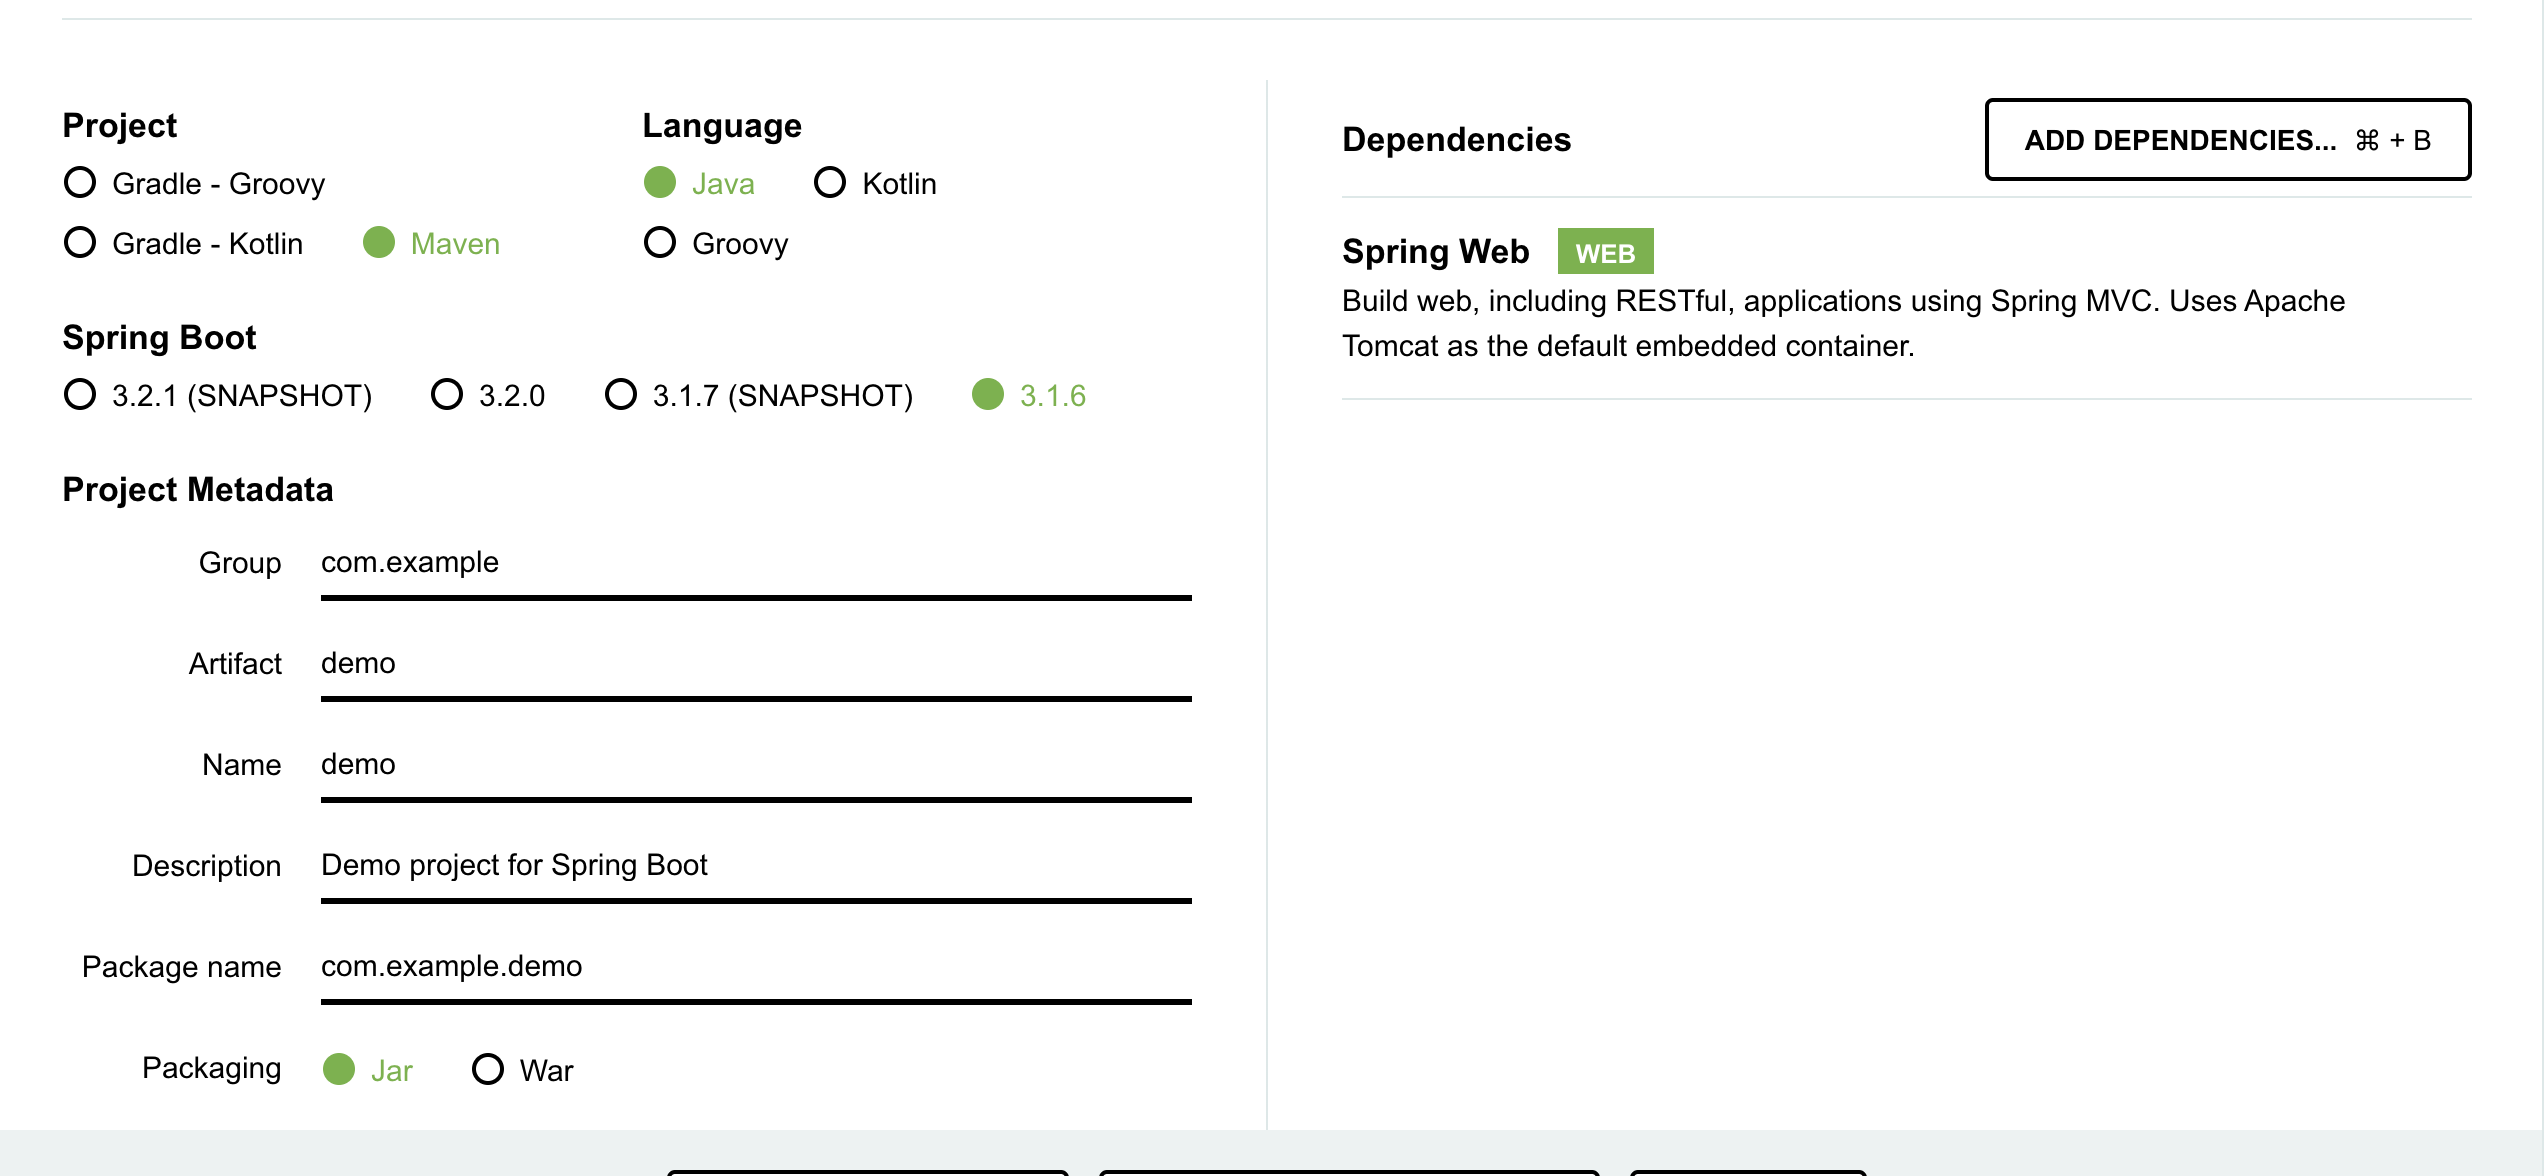 Project
Gradle - Groovy
Gradle - Kotlin Maven
Language
Java Kotlin
Groovy
Spring Boot
3.2.1 (SNAPSHOT) 3.2.0 3.1.7 (SNAPSHOT) 3.1.6
Project Metadata
Group com.example
Artifact demo
Name demo
Description Demo project for Spring Boot
Package name com.example.demo
Packaging Jar War
Dependencies ADD DEPENDENCIES... ⌘ + B
Spring Web WEB
Build web, including RESTful, applications using Spring MVC. Uses Apache
Tomcat as the default embedded container.